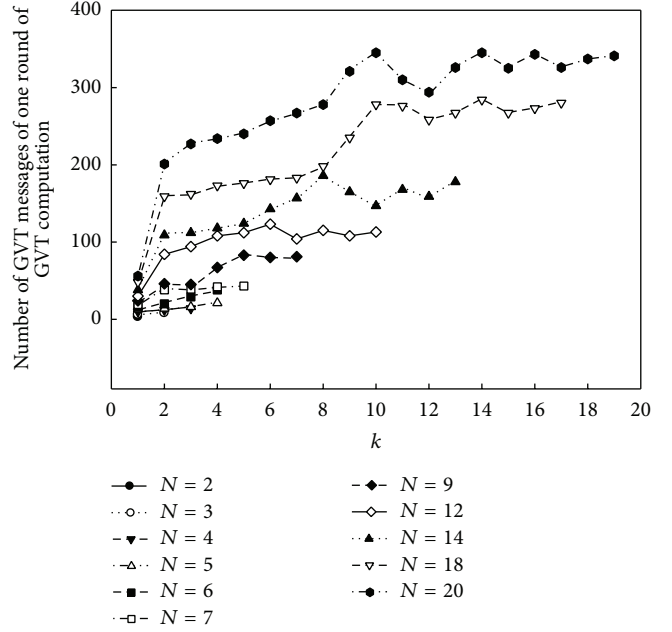 Number of GVT messages of one round of
GVT computation
400
300
200
100
0
0 2 4 6 8 10 12 14 16 18 20
k
N = 2
N = 3
N = 4
N = 5
N = 6
N = 7
N = 9
N = 12
N = 14
N = 18
N = 20